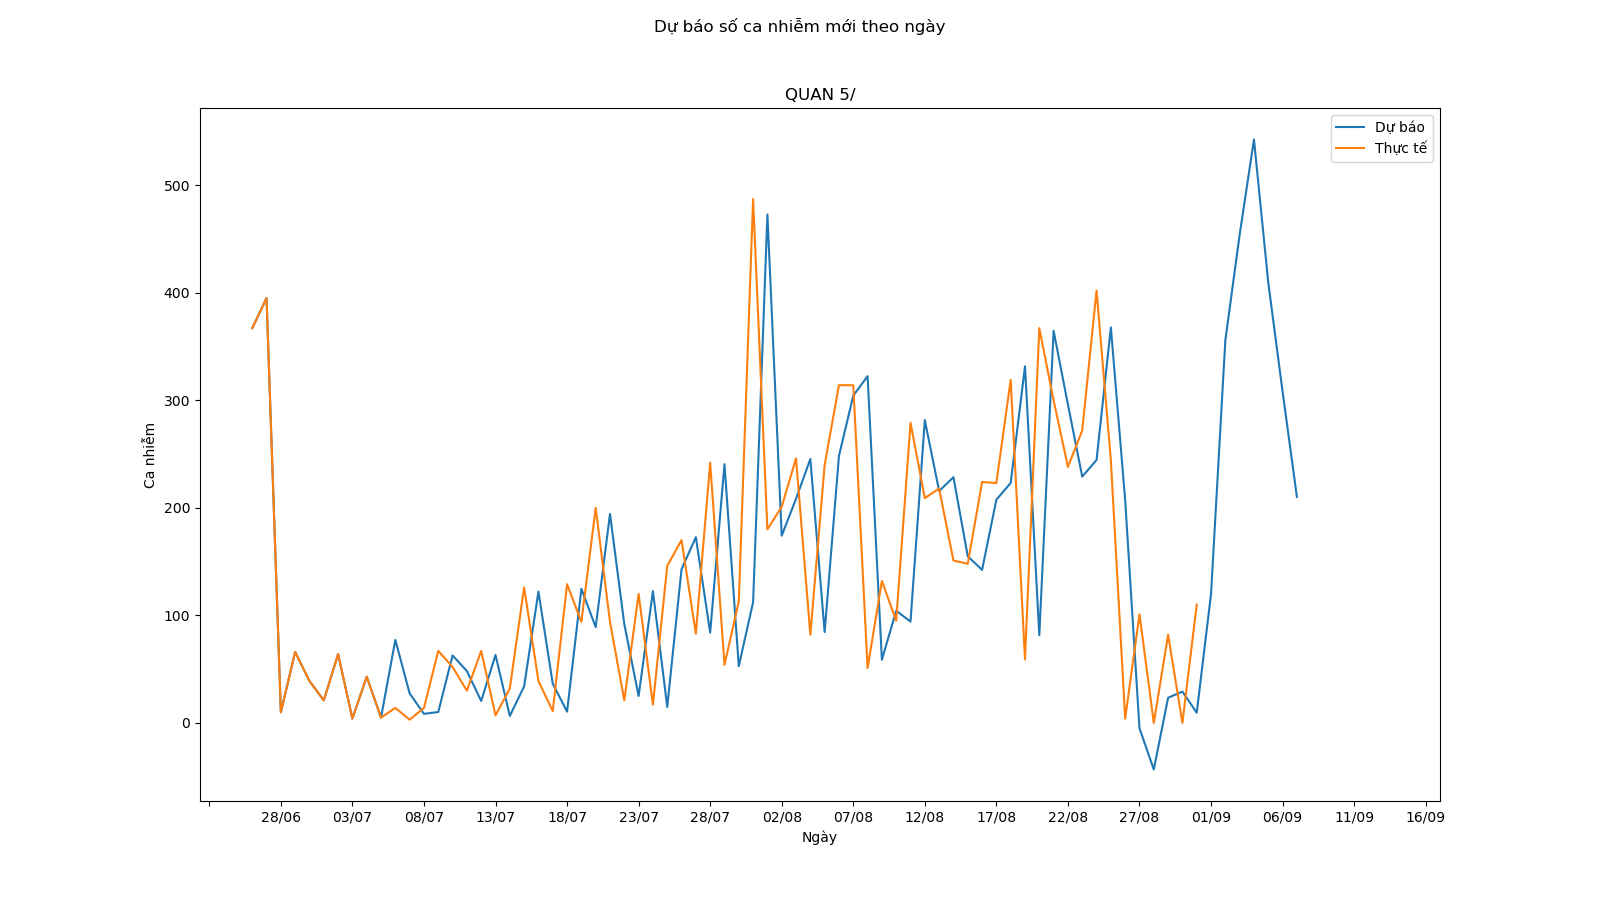 Dự báo số ca nhiễm mới theo ngày
QUAN 5/
Dự báo
Thực tế
500
400
300
200
100
0
Ca nhiễm
28/06 03/07 08/07 13/07 18/07 23/07 28/07 02/08 07/08 12/08 17/08 22/08 27/08 01/09 06/09 11/09 16/09
Ngày